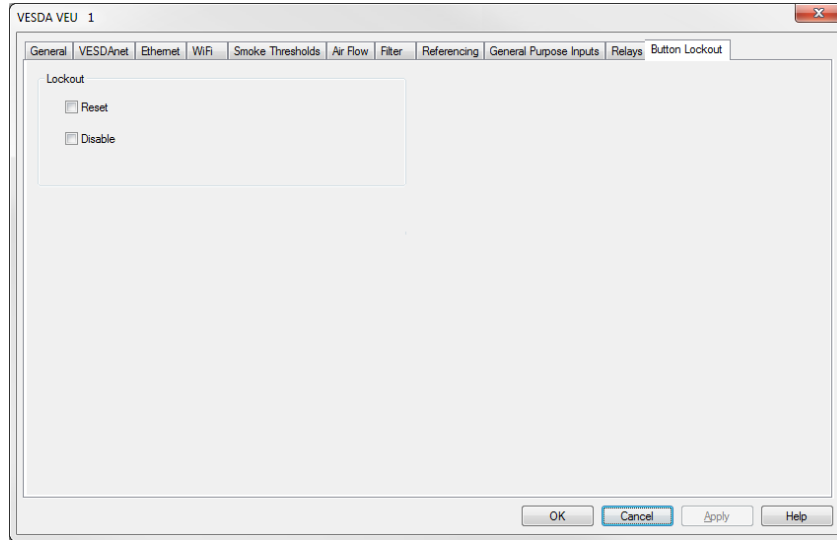 VESDA VEU 1
General VESDAnet Ethernet WiFi Smoke Thresholds Air Flow Filter Referencing General Purpose Inputs Relays Button Lockout
Lockout
Reset
Disable
OK Cancel Apply Help